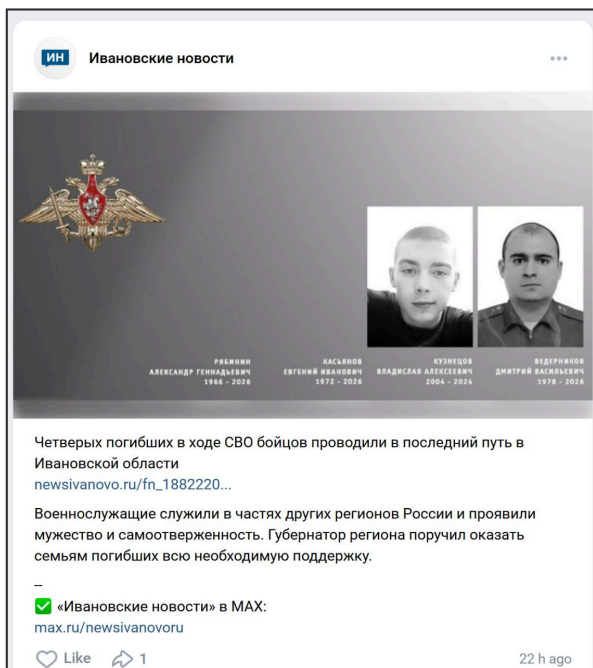 ИН
Ивановские новости
РЯБИНИН
АЛЕКСАНДР ГЕННАДЬЕВИЧ
1966 - 2026
КАСЬЯНОВ
ЕВГЕНИЙ ИВАНОВИЧ
1972 - 2026
КУЗНЕЦОВ
ВЛАДИСЛАВ АЛЕКСЕЕВИЧ
2004 - 2024
ВЕДЕРНИКОВ
ДМИТРИЙ ВАСИЛЬЕВИЧ
1978 - 2026
Четверых погибших в ходе СВО бойцов проводили в последний путь в
Ивановской области
newsivanovo.ru/fn_1882220...
Военнослужащие служили в частях других регионов России и проявили
мужество и самоотверженность. Губернатор региона поручил оказать
семьям погибших всю необходимую поддержку.
--
✅ «Ивановские новости» в MAX:
max.ru/newsivanovoru
Like 1 22 h ago